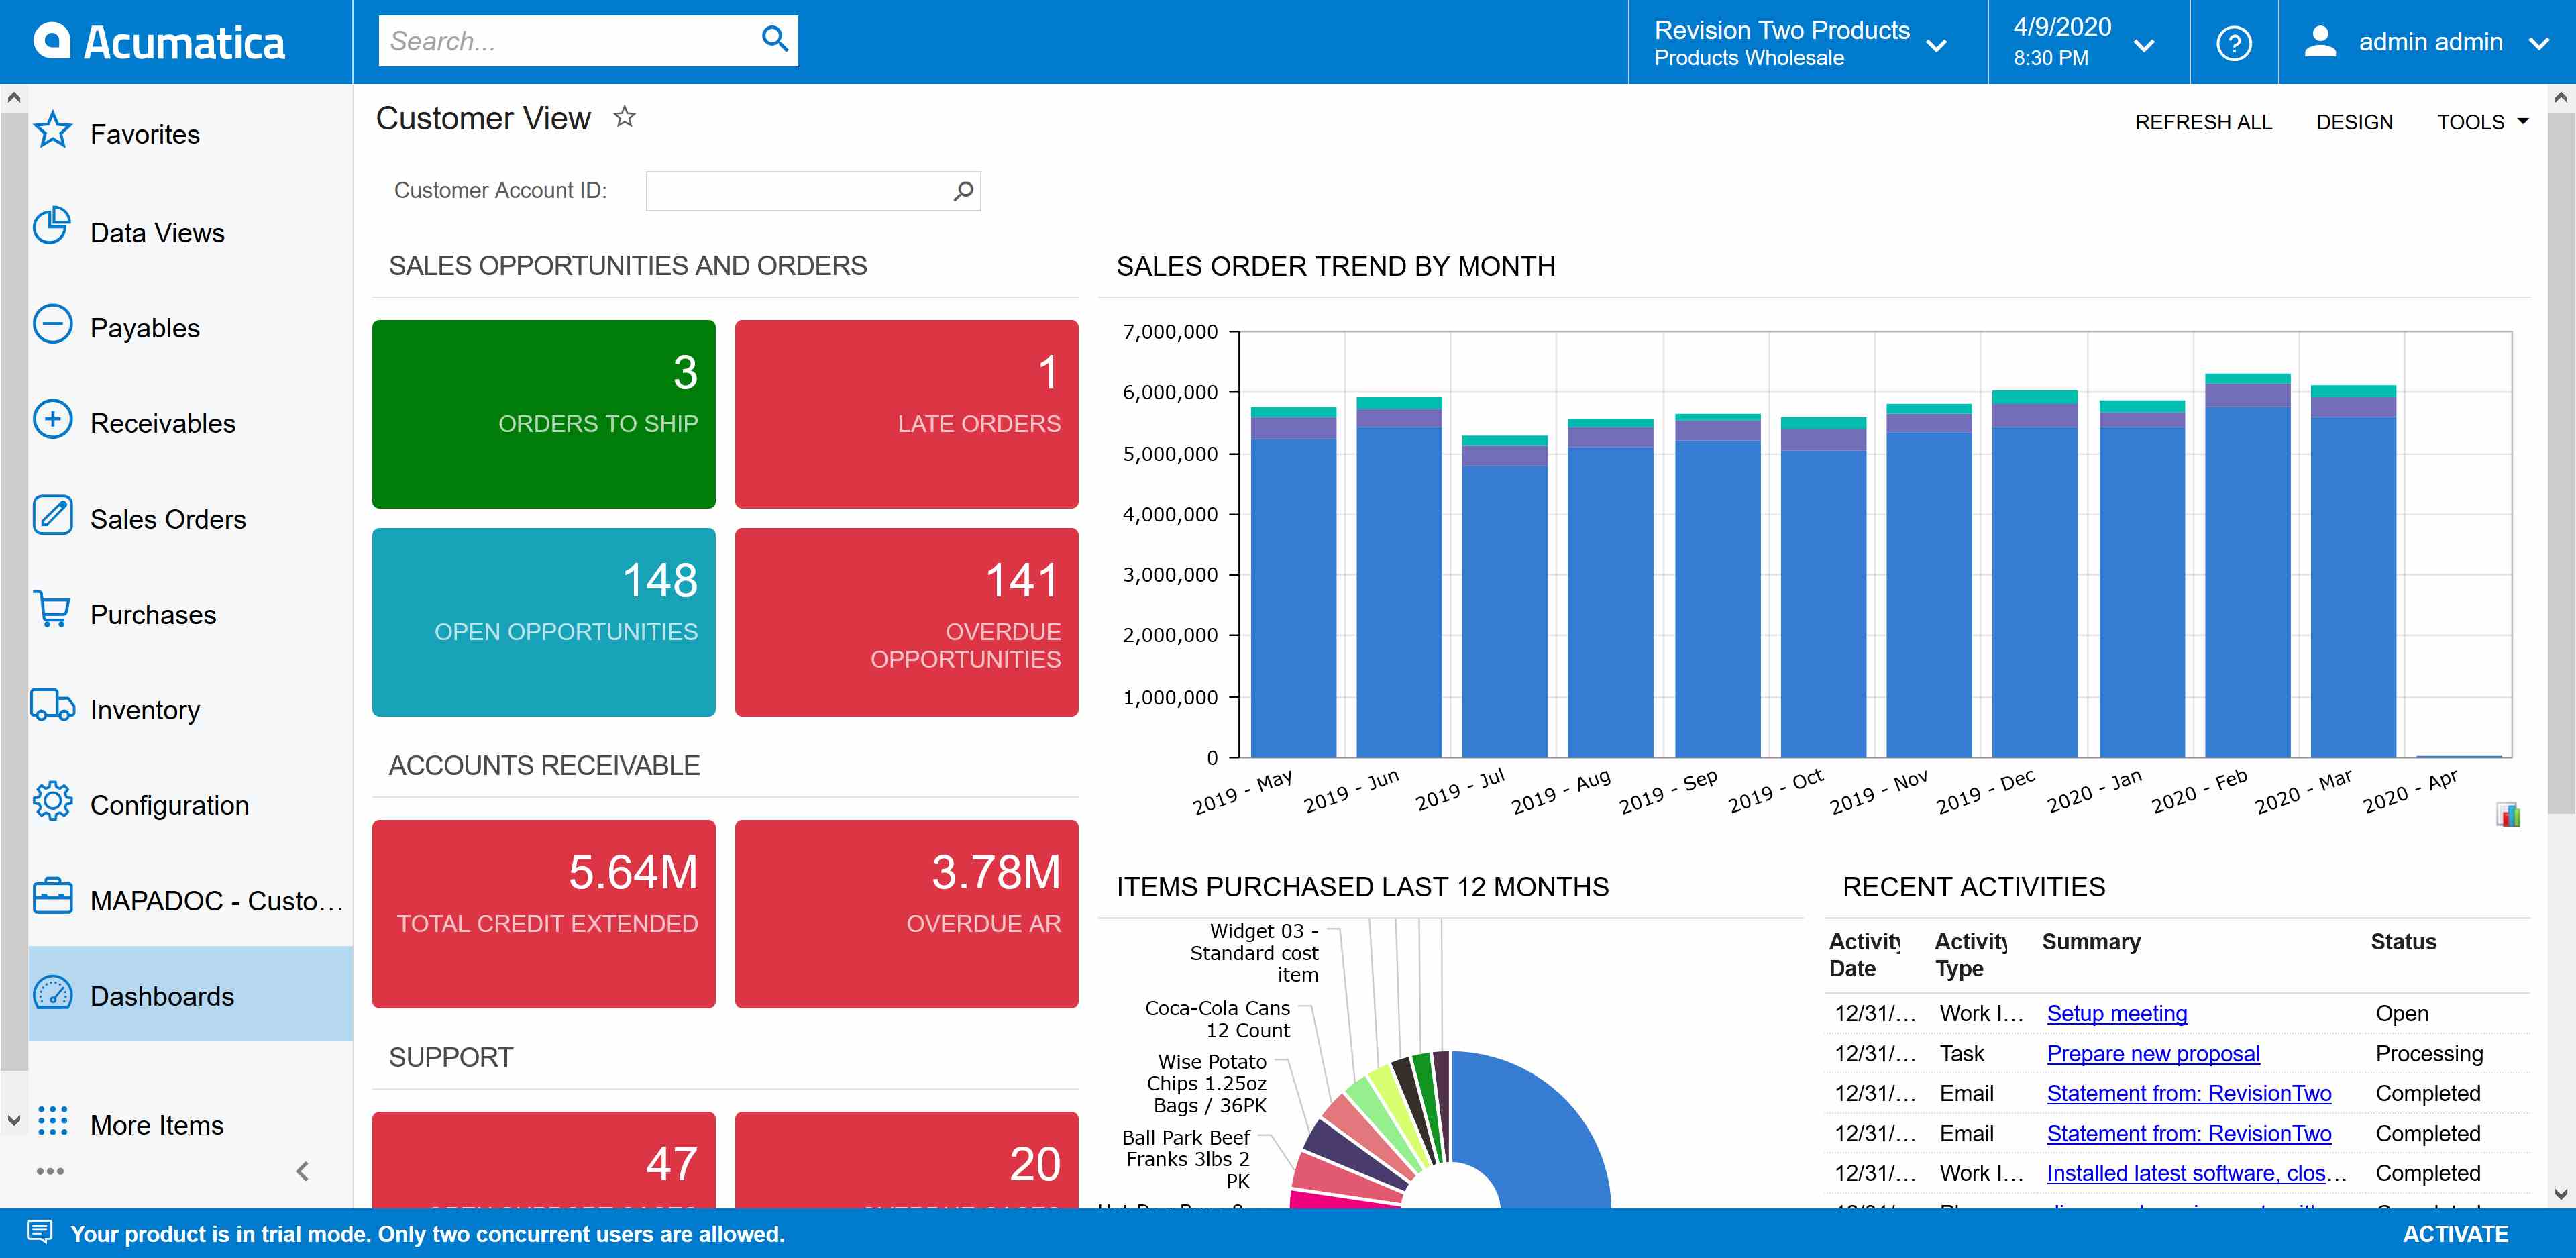 Acumatica
Search...
Revision Two Products
Products Wholesale
4/9/2020
8:30 PM
?
admin admin
Favorites
Data Views
Payables
Receivables
Sales Orders
Purchases
Inventory
Configuration
MAPADOC - Custo...
Dashboards
More Items
Customer View
REFRESH ALL
DESIGN
TOOLS
Customer Account ID:
SALES OPPORTUNITIES AND ORDERS
3
ORDERS TO SHIP
1
LATE ORDERS
148
OPEN OPPORTUNITIES
141
OVERDUE
OPPORTUNITIES
ACCOUNTS RECEIVABLE
5.64M
TOTAL CREDIT EXTENDED
3.78M
OVERDUE AR
SUPPORT
47
OPEN SUPPORT CASES
20
OVERDUE CASES
SALES ORDER TREND BY MONTH
7,000,000
6,000,000
5,000,000
4,000,000
3,000,000
2,000,000
1,000,000
0
2019 - May
2019 - Jun
2019 - Jul
2019 - Aug
2019 - Sep
2019 - Oct
2019 - Nov
2019 - Dec
2020 - Jan
2020 - Feb
2020 - Mar
2020 - Apr
ITEMS PURCHASED LAST 12 MONTHS
Widget 03 -
Standard cost
item
Coca-Cola Cans
12 Count
Wise Potato
Chips 1.25oz
Bags / 36PK
Ball Park Beef
Franks 3lbs 2
PK
RECENT ACTIVITIES
Activity Date Activity Type Summary Status
12/31/... Work I... Setup meeting Open
12/31/... Task Prepare new proposal Processing
12/31/... Email Statement from: RevisionTwo Completed
12/31/... Email Statement from: RevisionTwo Completed
12/31/... Work I... Installed latest software, clos... Completed
Your product is in trial mode. Only two concurrent users are allowed.
ACTIVATE